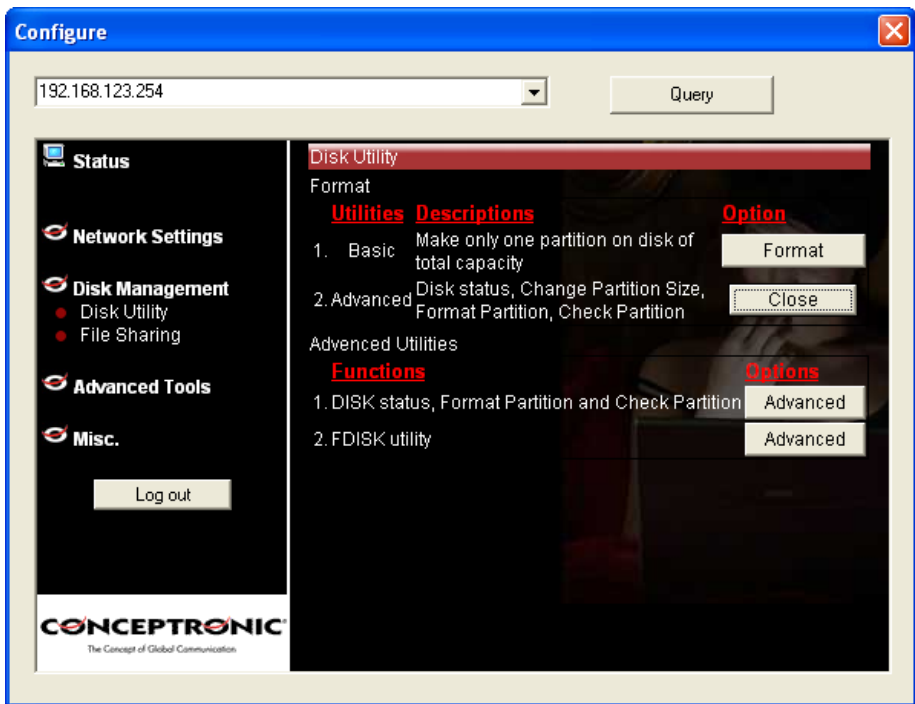 Configure
192.168.123.254
Query
Status
Network Settings
Disk Management
Disk Utility
File Sharing
Advanced Tools
Misc.
Log out
CONCEPTRONIC
The Concept of Global Communication
Disk Utility
Format
Utilities Descriptions Option
1. Basic Make only one partition on disk of
total capacity Format
2. Advanced Disk status, Change Partition Size,
Format Partition, Check Partition Close
Advanced Utilities
Functions Options
1. DISK status, Format Partition and Check Partition Advanced
2. FDISK utility Advanced